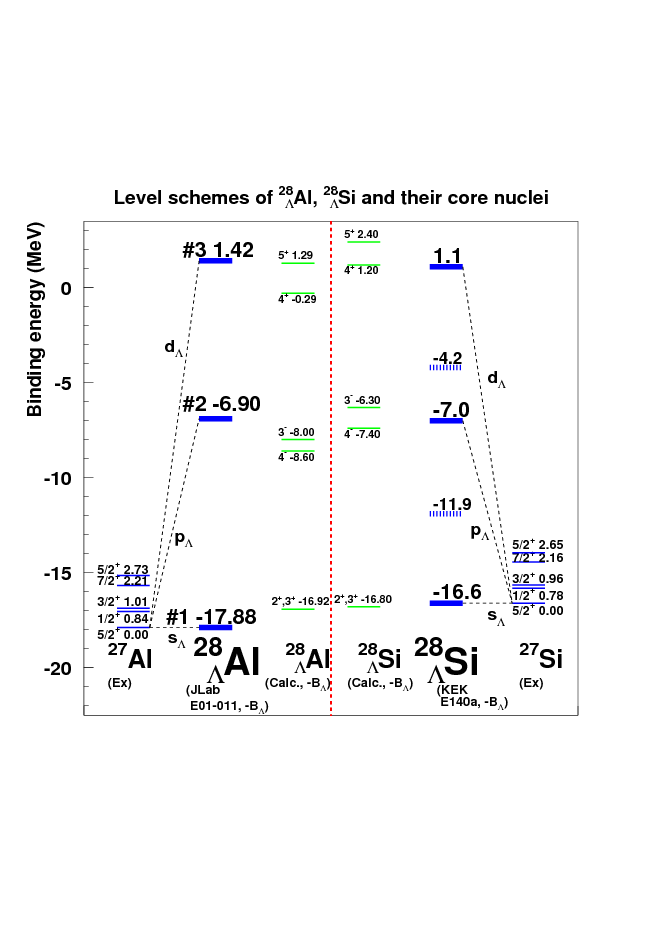 Level schemes of 28ΛAl, 28ΛSi and their core nuclei
Binding energy (MeV)
0
-5
-10
-15
-20
#3 1.42
#2 -6.90
#1 -17.88
dΛ
pΛ
sΛ
5/2+ 2.73
7/2+ 2.21
3/2+ 1.01
1/2+ 0.84
5/2+ 0.00
27Al
(Ex)
28ΛAl
(JLab
E01-011, -BΛ)
5+ 1.29
4+ -0.29
3- -8.00
4- -8.60
2+,3+ -16.92
28ΛAl
(Calc., -BΛ)
5+ 2.40
4+ 1.20
3- -6.30
4- -7.40
2+,3+ -16.80
28ΛSi
(Calc., -BΛ)
1.1
-4.2
-7.0
-11.9
-16.6
28ΛSi
(KEK
E140a, -BΛ)
dΛ
pΛ
sΛ
5/2+ 2.65
7/2+ 2.16
3/2+ 0.96
1/2+ 0.78
5/2+ 0.00
27Si
(Ex)